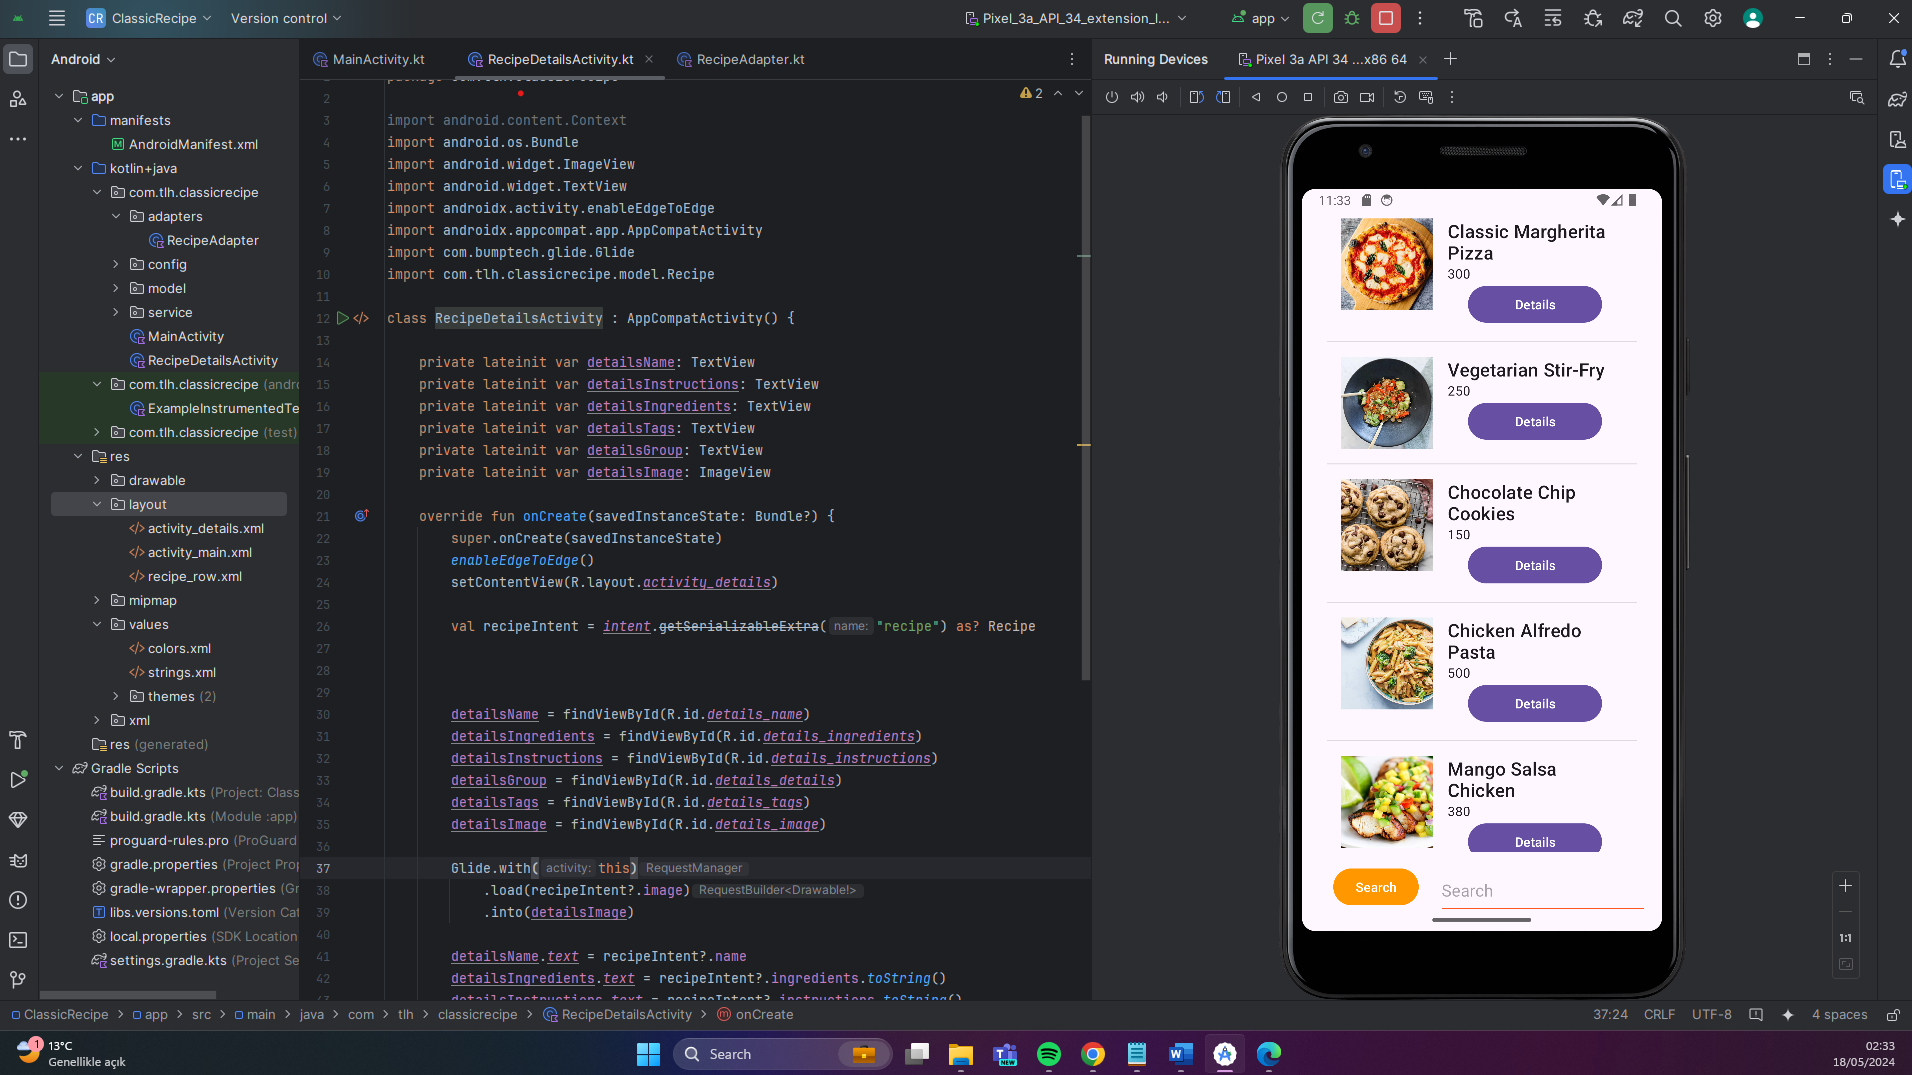 CR ClassicRecipe Version control Pixel_3a_API_34_extension_l... app
Android
app
manifests
AndroidManifest.xml
kotlin+java
com.tlh.classicrecipe
adapters
RecipeAdapter
config
model
service
MainActivity
RecipeDetailsActivity
com.tlh.classicrecipe (andro
ExampleInstrumentedTe
com.tlh.classicrecipe (test)
res
drawable
layout
activity_details.xml
activity_main.xml
recipe_row.xml
mipmap
values
colors.xml
strings.xml
themes (2)
xml
res (generated)
Gradle Scripts
build.gradle.kts (Project: Class
build.gradle.kts (Module :app)
proguard-rules.pro (ProGuard
gradle.properties (Project Prop
gradle-wrapper.properties (Gr
libs.versions.toml (Version Cat
local.properties (SDK Location
settings.gradle.kts (Project Se
MainActivity.kt RecipeDetailsActivity.kt RecipeAdapter.kt
2
2
3 import android.content.Context
4 import android.os.Bundle
5 import android.widget.ImageView
6 import android.widget.TextView
7 import androidx.activity.enableEdgeToEdge
8 import androidx.appcompat.app.AppCompatActivity
9 import com.bumptech.glide.Glide
10 import com.tlh.classicrecipe.model.Recipe
11
12 class RecipeDetailsActivity : AppCompatActivity() {
13
14 private lateinit var detailsName: TextView
15 private lateinit var detailsInstructions: TextView
16 private lateinit var detailsIngredients: TextView
17 private lateinit var detailsTags: TextView
18 private lateinit var detailsGroup: TextView
19 private lateinit var detailsImage: ImageView
20
21 override fun onCreate(savedInstanceState: Bundle?) {
22 super.onCreate(savedInstanceState)
23 enableEdgeToEdge()
24 setContentView(R.layout.activity_details)
25
26 val recipeIntent = intent.getSerializableExtra( name: "recipe") as? Recipe
27
28
29
30 detailsName = findViewById(R.id.details_name)
31 detailsIngredients = findViewById(R.id.details_ingredients)
32 detailsInstructions = findViewById(R.id.details_instructions)
33 detailsGroup = findViewById(R.id.details_details)
34 detailsTags = findViewById(R.id.details_tags)
35 detailsImage = findViewById(R.id.details_image)
36
37 Glide.with( activity: this) RequestManager
38 .load(recipeIntent?.image) RequestBuilder<Drawable!>
39 .into(detailsImage)
40
41 detailsName.text = recipeIntent?.name
42 detailsIngredients.text = recipeIntent?.ingredients.toString()
43 detailsInstructions.text = recipeIntent?.instructions.toString()
Running Devices Pixel 3a API 34 ...x86 64
11:33
Classic Margherita
Pizza
300
Details
Vegetarian Stir-Fry
250
Details
Chocolate Chip
Cookies
150
Details
Chicken Alfredo
Pasta
500
Details
Mango Salsa
Chicken
380
Details
Search Search
1:1
ClassicRecipe > app > src > main > java > com > tlh > classicrecipe > RecipeDetailsActivity > onCreate
37:24 CRLF UTF-8 4 spaces
1
13°C
Genellikle açık
Search
NEW
02:33
18/05/2024